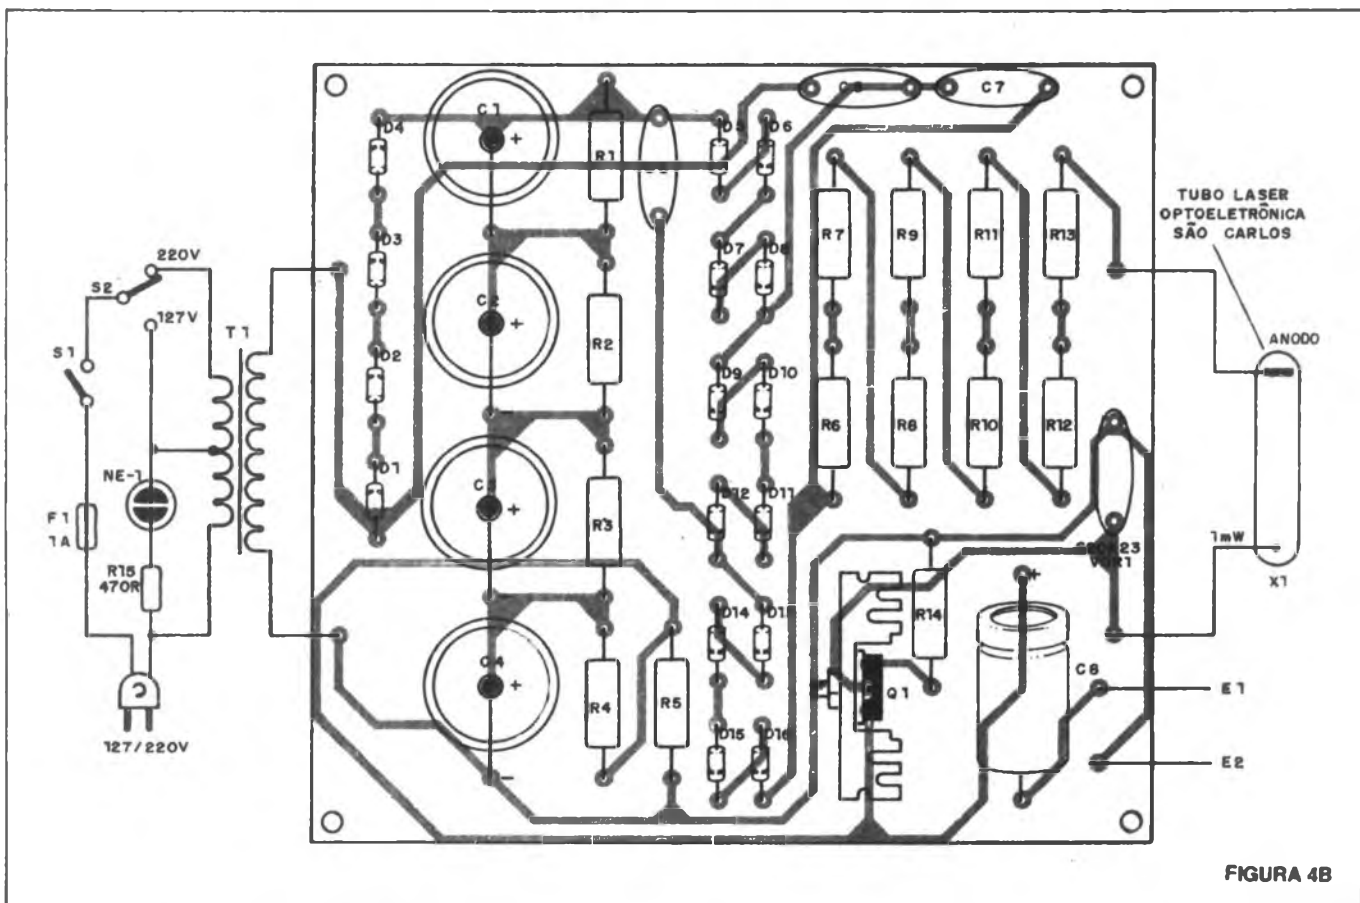 220V
S2
127V
S1
T1
NE-1
F1
1A
R15
470R
127/220V
D4
D3
D2
D1
C1
+
R1
C2
+
R2
C3
+
R3
C4
+
R4
R5
-
D5
D6
D7
D8
D9
D10
D12
D11
D14
D15
D16
C7
R7
R9
R11
R13
R6
R8
R10
R12
R14
Q1
+
C8
TUBO LASER
OPTOELETRÔNICA
SÃO CARLOS
ANODO
1mW
X1
E1
E2
FIGURA 4B